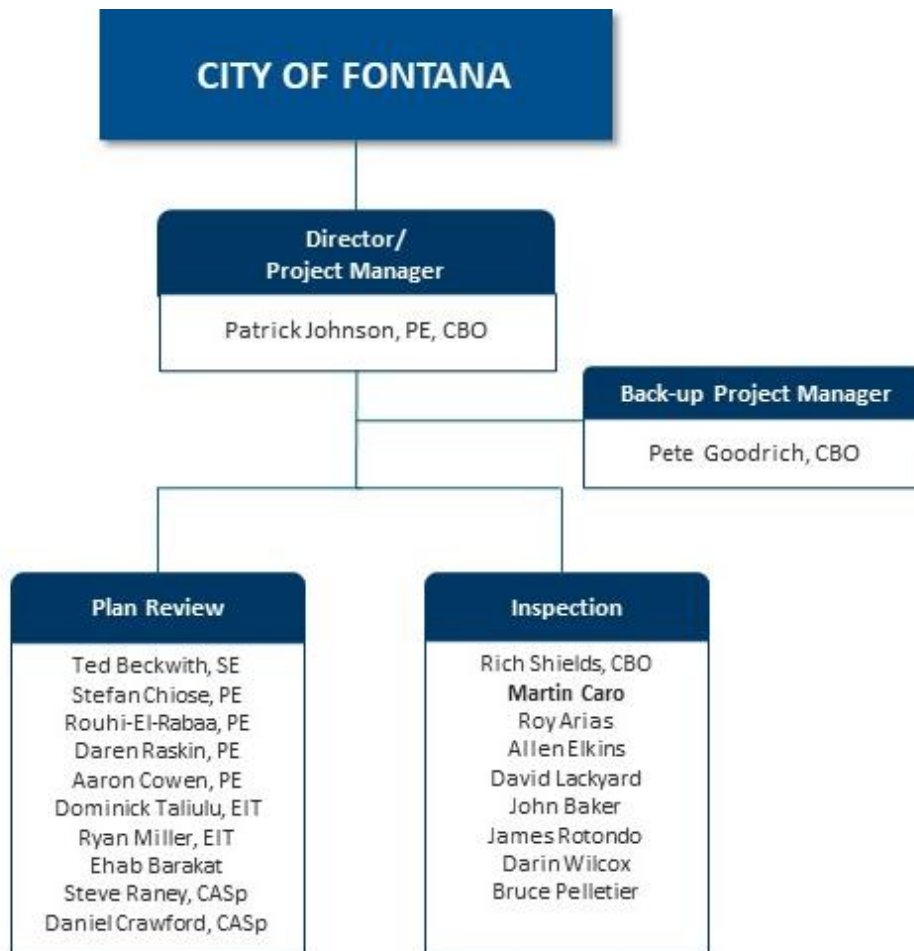 CITY OF FONTANA
Director/
Project Manager
Patrick Johnson, PE, CBO
Back-up Project Manager
Pete Goodrich, CBO
Plan Review
Ted Beckwith, SE
Stefan Chiose, PE
Rouhi-El-Rabaa, PE
Daren Raskin, PE
Aaron Cowen, PE
Dominick Taliulu, EIT
Ryan Miller, EIT
Ehab Barakat
Steve Raney, CASp
Daniel Crawford, CASp
Inspection
Rich Shields, CBO
Martin Caro
Roy Arias
Allen Elkins
David Lackyard
John Baker
James Rotondo
Darin Wilcox
Bruce Pelletier